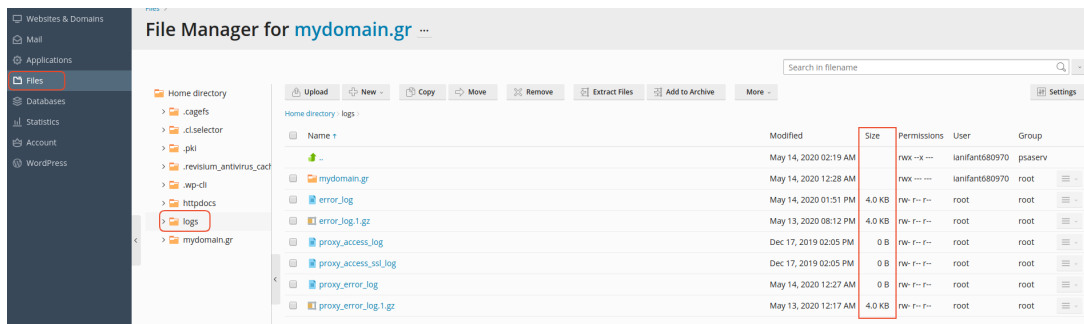 Files >
Websites & Domains
Mail
Applications
Files
Databases
Statistics
Account
WordPress
File Manager for mydomain.gr ...
Search in filename
Home directory
.cagefs
.cl.selector
.pki
.revisium_antivirus_cach
.wp-cli
httpdocs
logs
mydomain.gr
Upload New Copy Move Remove Extract Files Add to Archive More Settings
Home directory > logs >
Name ↑ Modified Size Permissions User Group
.. May 14, 2020 02:19 AM rwx --x --- ianifant680970 psaserv
mydomain.gr May 14, 2020 12:28 AM rwx --- --- ianifant680970 root
error_log May 14, 2020 01:51 PM 4.0 KB rw- r-- r-- root root
error_log.1.gz May 13, 2020 08:12 PM 4.0 KB rw- r-- r-- root root
proxy_access_log Dec 17, 2019 02:05 PM 0 B rw- r-- r-- root root
proxy_access_ssl_log Dec 17, 2019 02:05 PM 0 B rw- r-- r-- root root
proxy_error_log May 14, 2020 12:27 AM 0 B rw- r-- r-- root root
proxy_error_log.1.gz May 13, 2020 12:17 AM 4.0 KB rw- r-- r-- root root